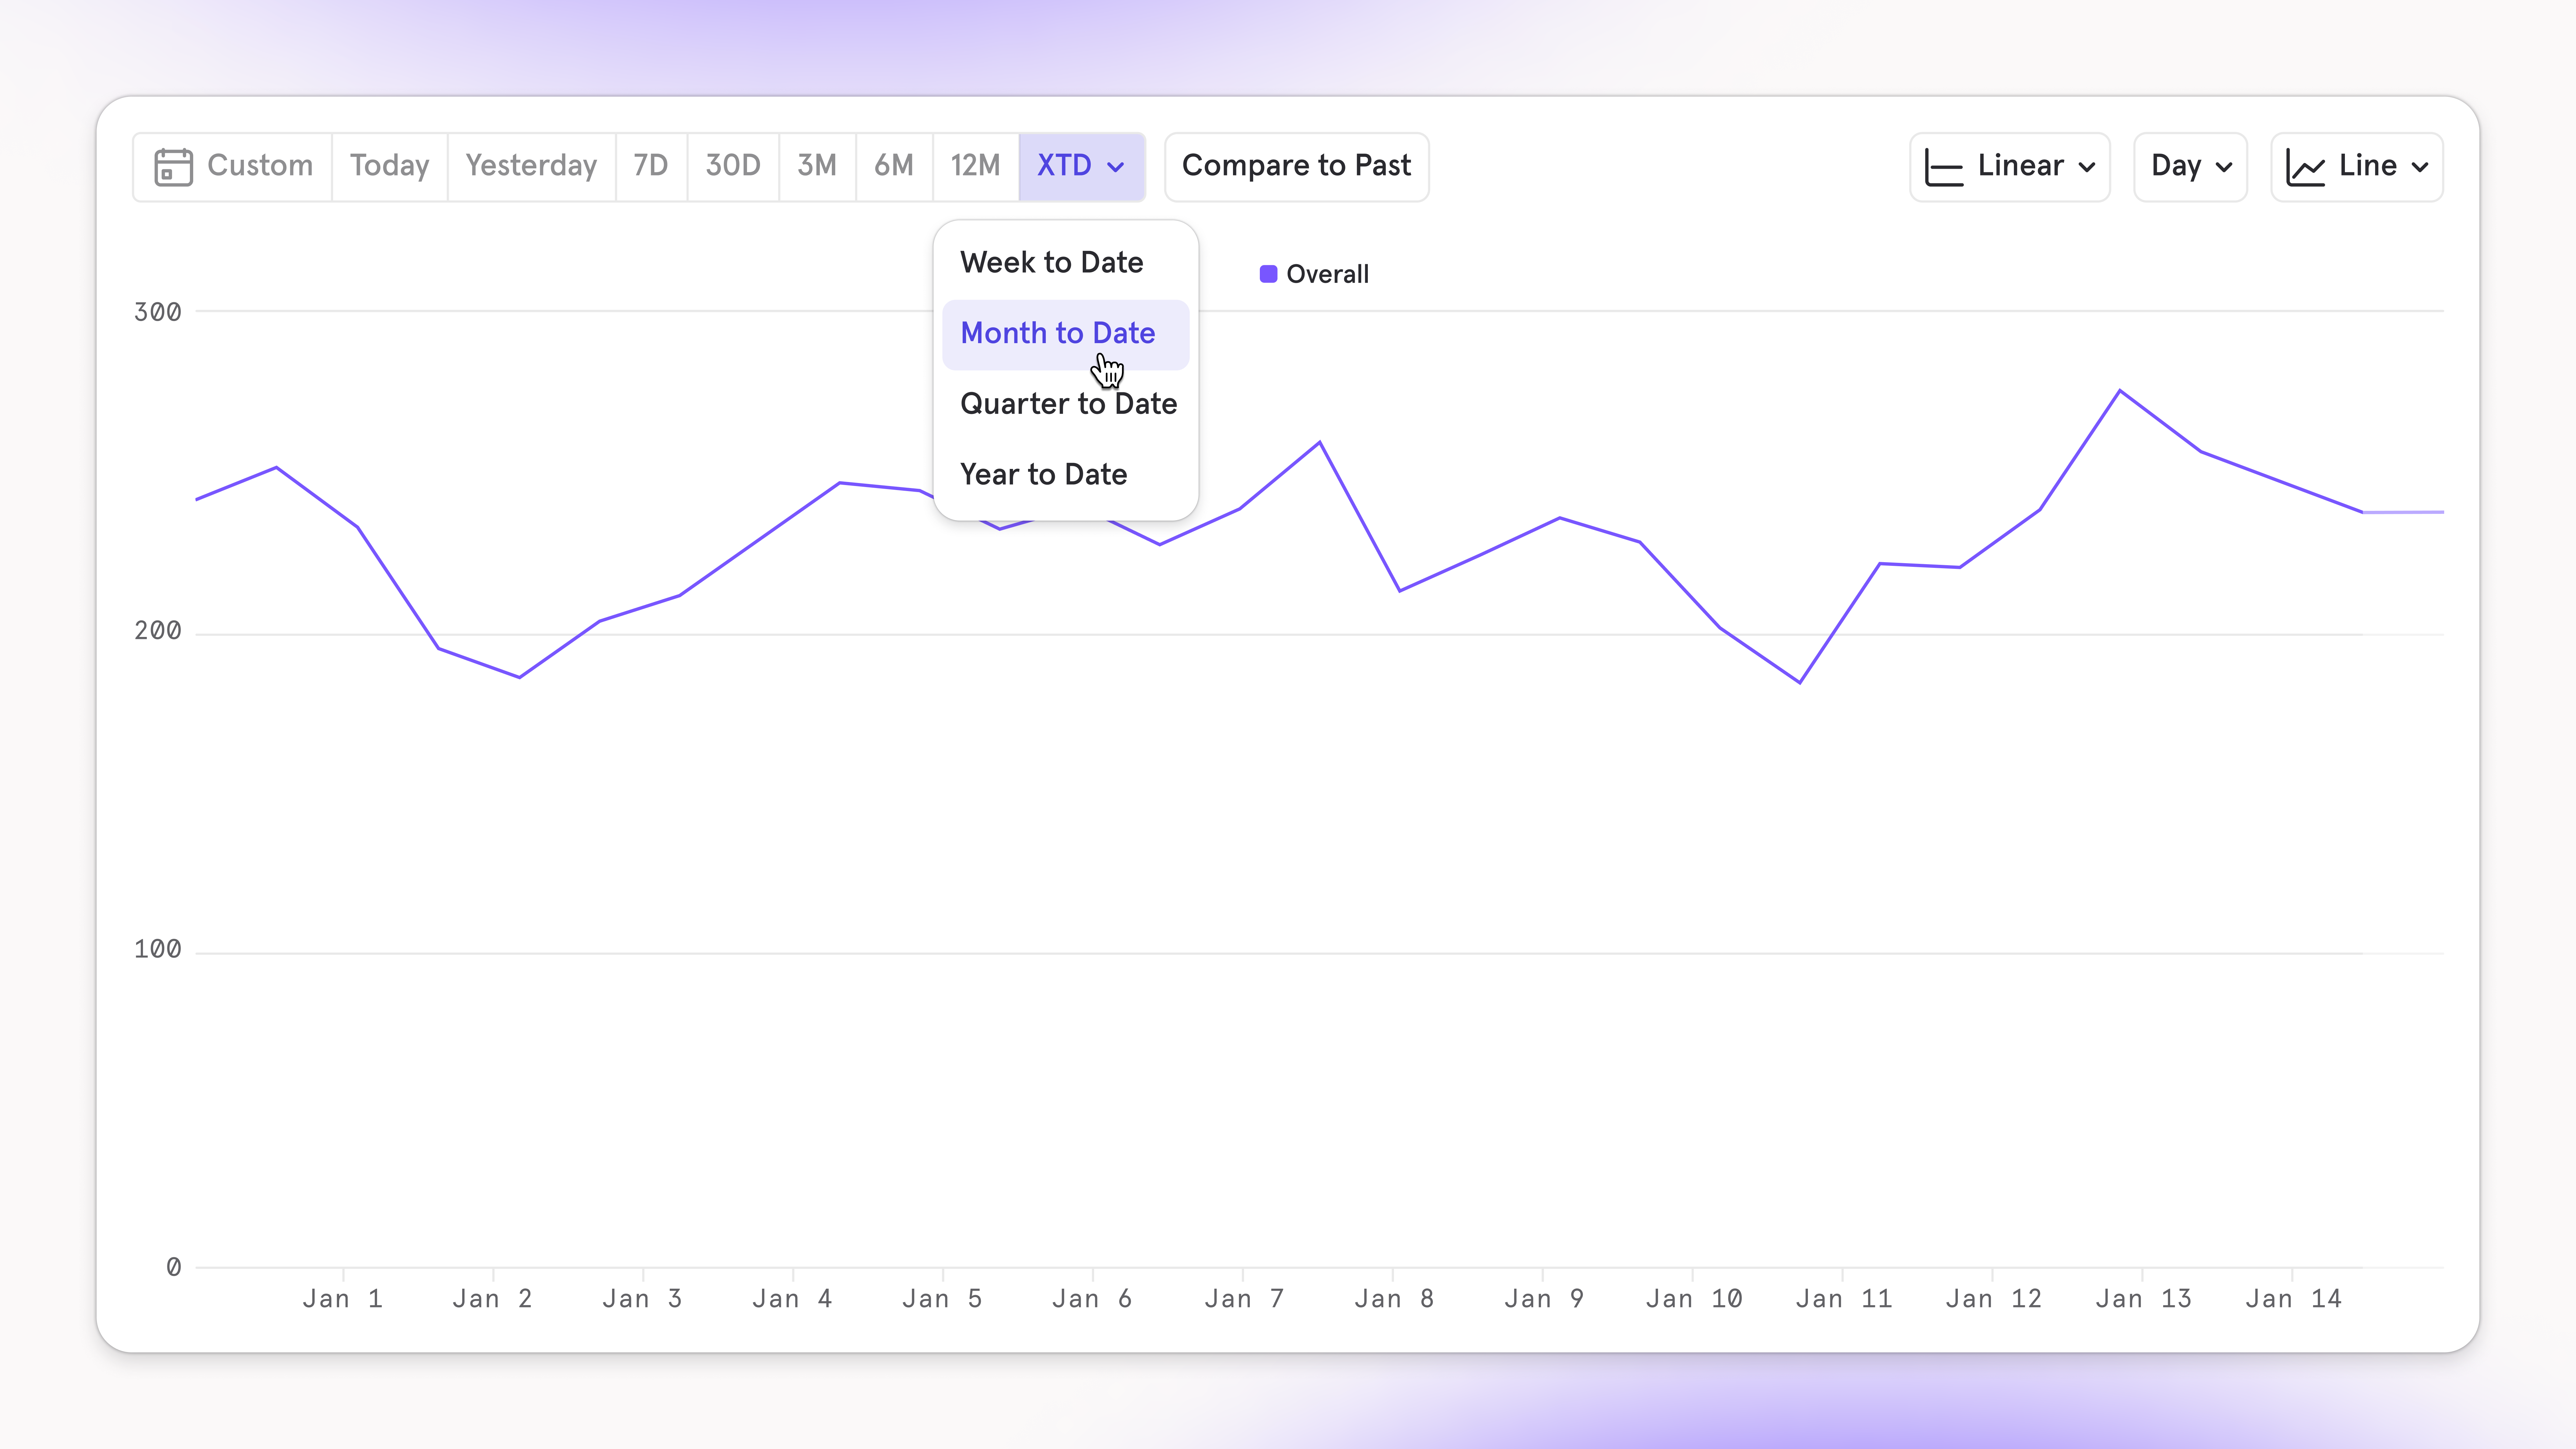 Custom Today Yesterday 7D 30D 3M 6M 12M XTD Compare to Past Linear Day Line
Week to Date
Month to Date
Quarter to Date
Year to Date
Overall
300
200
100
0
Jan 1 Jan 2 Jan 3 Jan 4 Jan 5 Jan 6 Jan 7 Jan 8 Jan 9 Jan 10 Jan 11 Jan 12 Jan 13 Jan 14